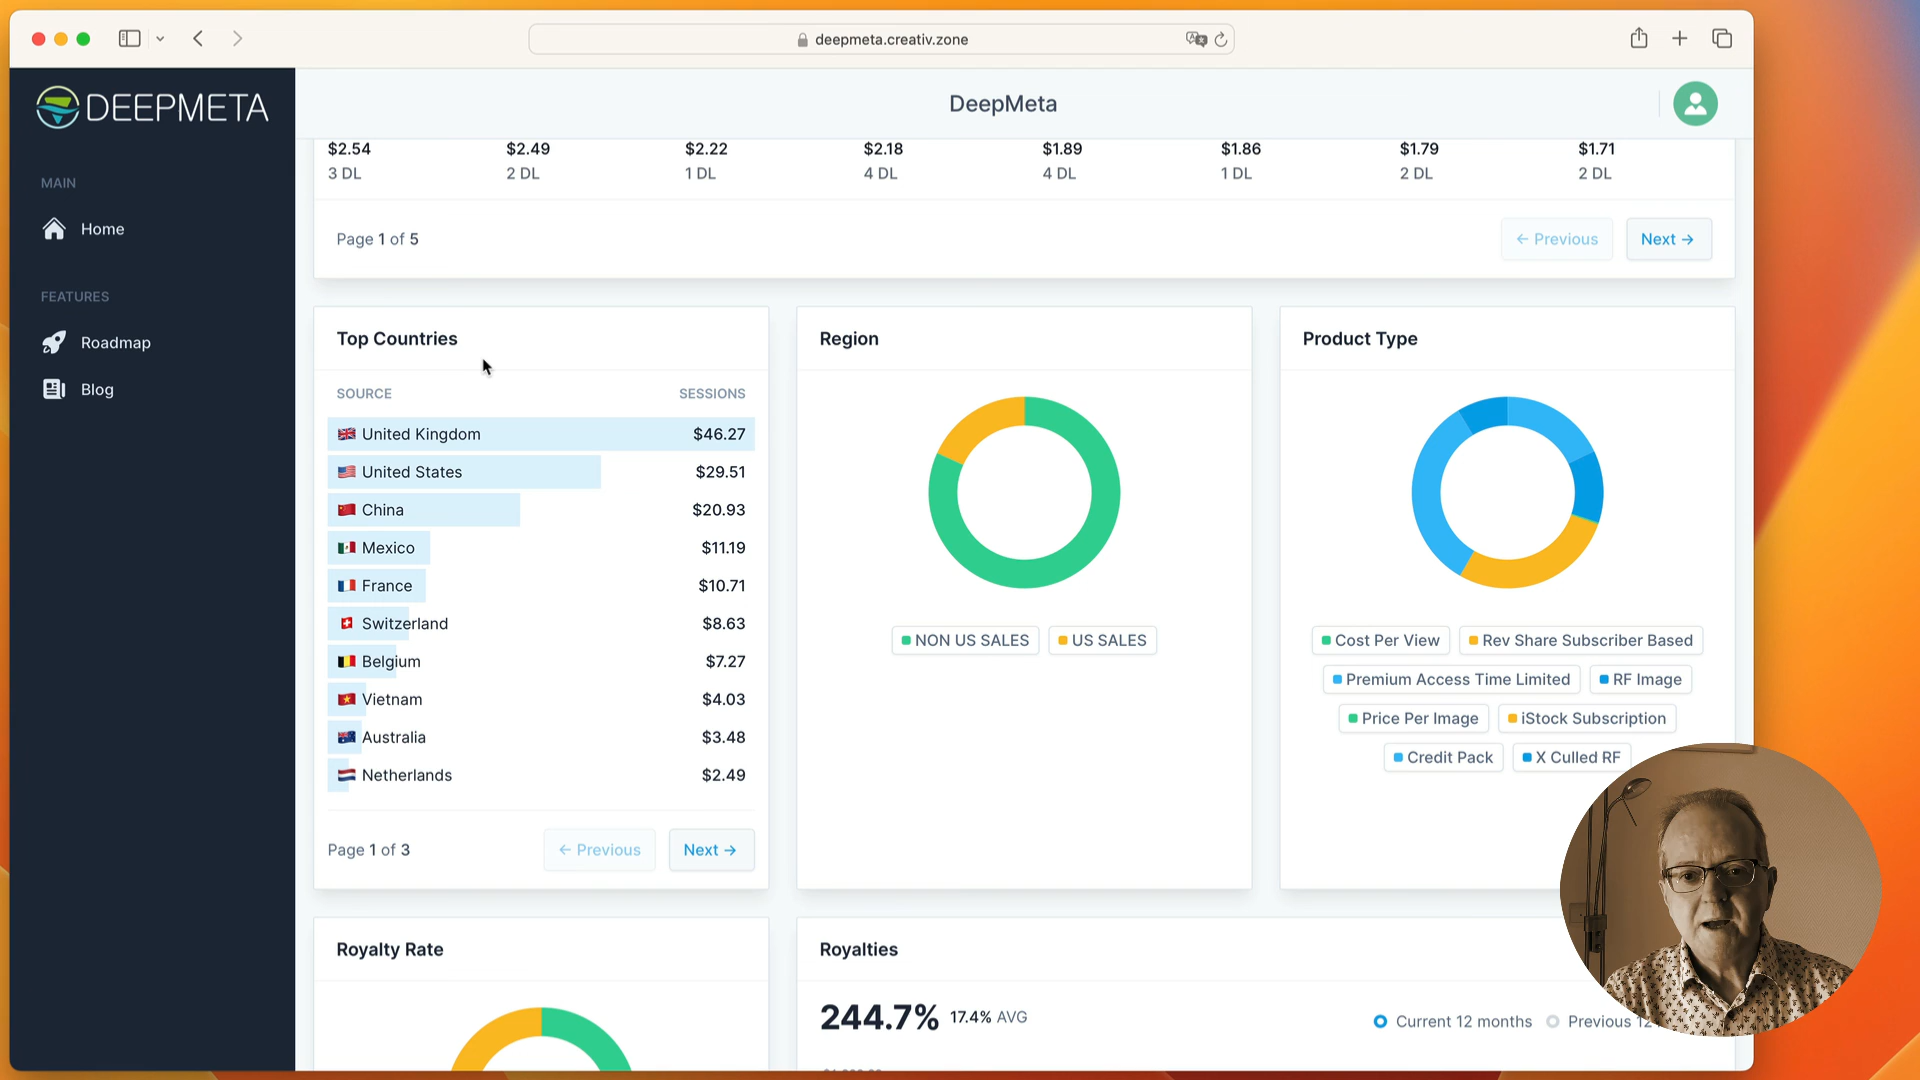 deepmeta.creativ.zone
DEEPMETA
DeepMeta
MAIN
Home
FEATURES
Roadmap
Blog
$2.54 $2.49 $2.22 $2.18 $1.89 $1.86 $1.79 $1.71
3 DL 2 DL 1 DL 4 DL 4 DL 1 DL 2 DL 2 DL
Page 1 of 5
← Previous
Next →
Top Countries
SOURCE SESSIONS
United Kingdom $46.27
United States $29.51
China $20.93
Mexico $11.19
France $10.71
Switzerland $8.63
Belgium $7.27
Vietnam $4.03
Australia $3.48
Netherlands $2.49
Page 1 of 3
← Previous
Next →
Region
NON US SALES US SALES
Product Type
Cost Per View Rev Share Subscriber Based
Premium Access Time Limited RF Image
Price Per Image iStock Subscription
Credit Pack X Culled RF
Royalty Rate
Royalties
244.7% 17.4% AVG
Current 12 months Previous